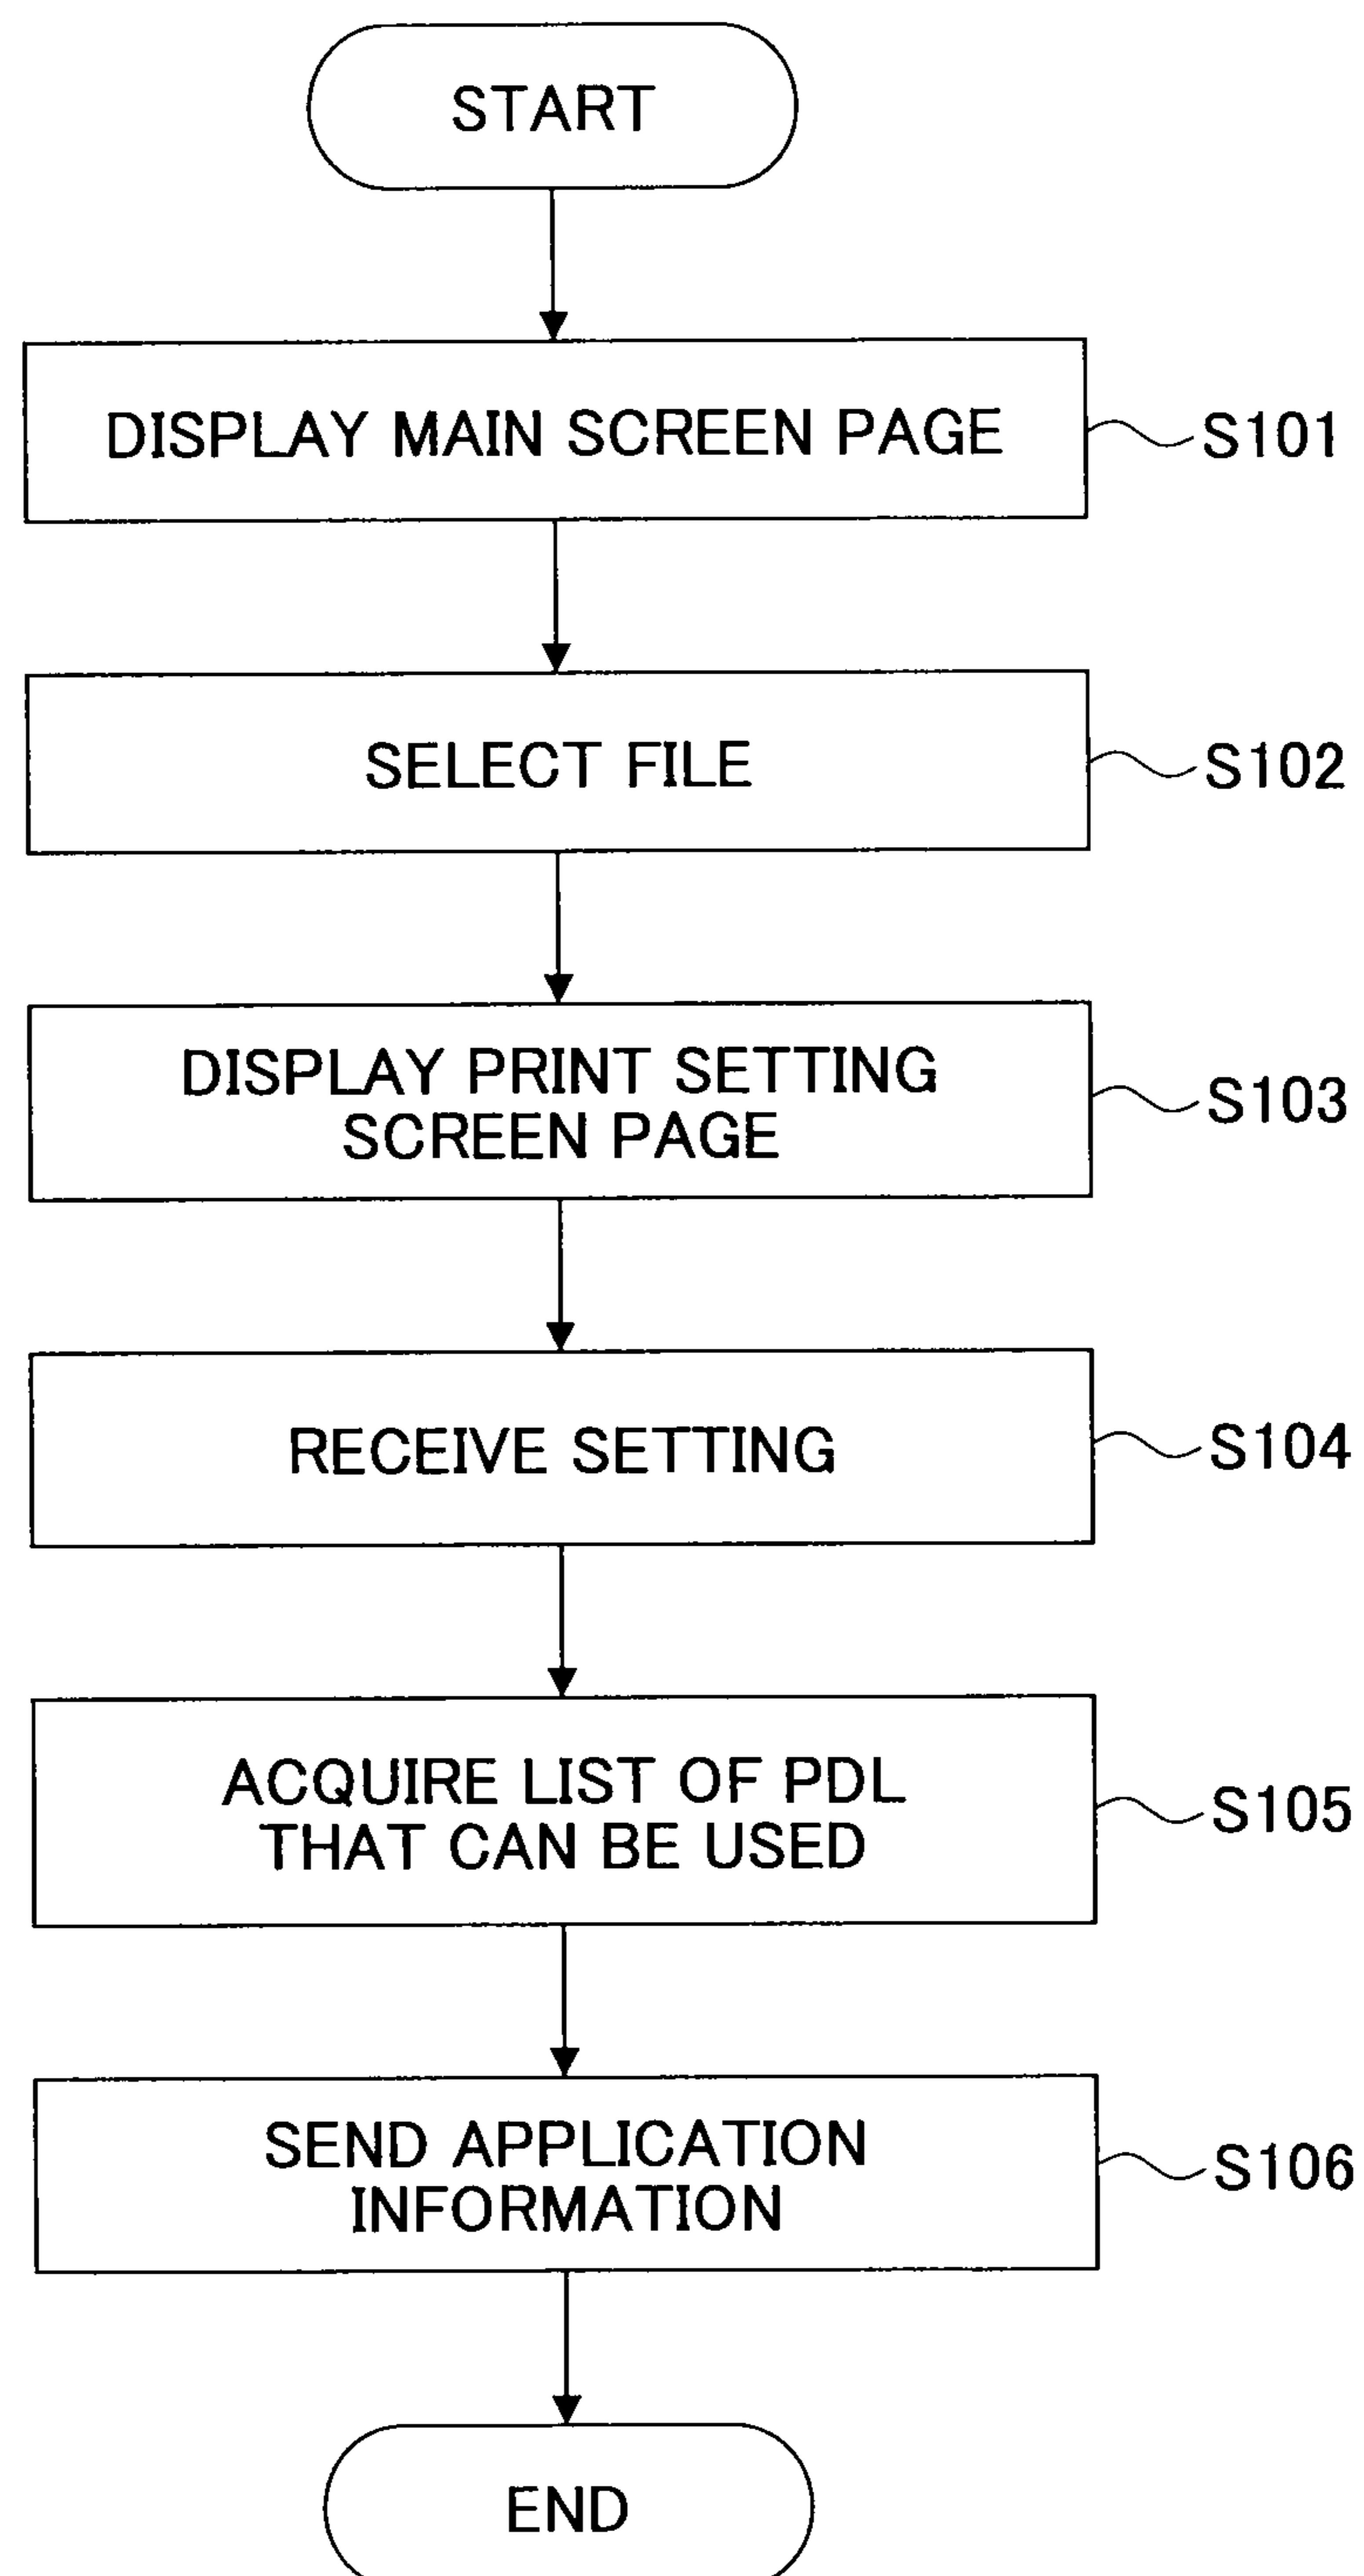 START
DISPLAY MAIN SCREEN PAGE
S101
SELECT FILE
S102
DISPLAY PRINT SETTING
SCREEN PAGE
S103
RECEIVE SETTING
S104
ACQUIRE LIST OF PDL
THAT CAN BE USED
S105
SEND APPLICATION
INFORMATION
S106
END